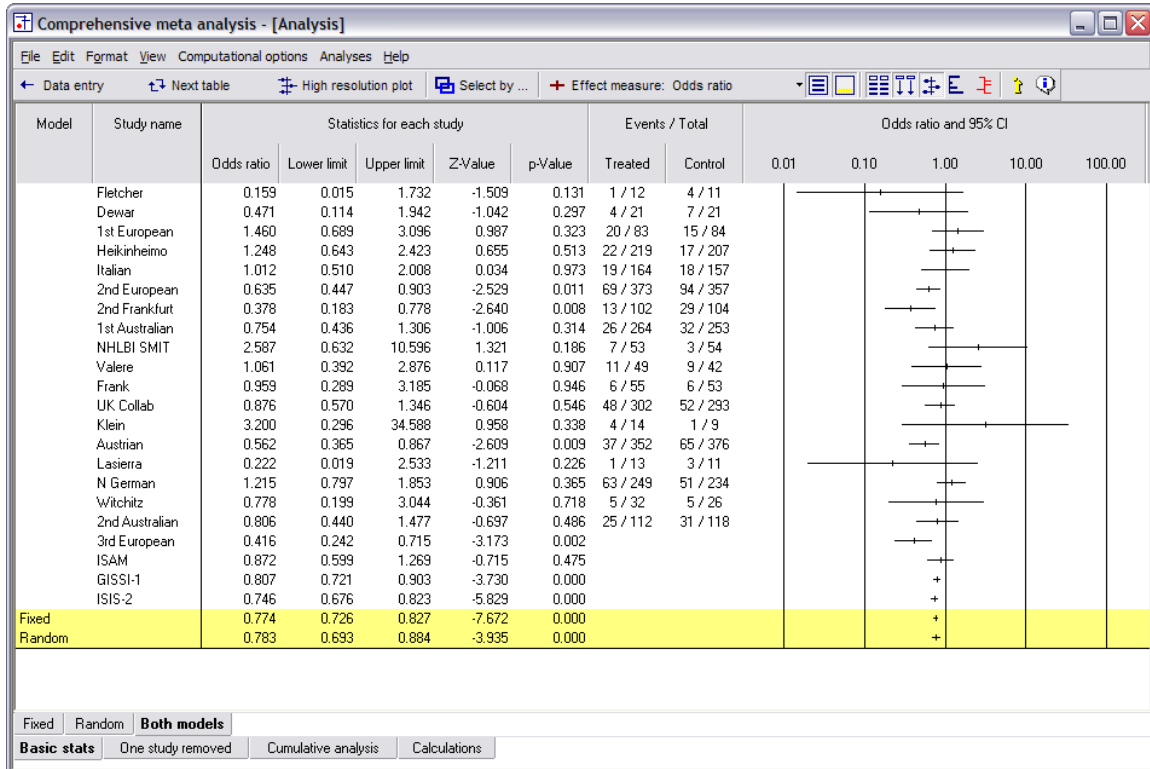 Comprehensive meta analysis - [Analysis]
File Edit Format View Computational options Analyses Help
Data entry Next table High resolution plot Select by ... Effect measure: Odds ratio
Model Study name Statistics for each study Events / Total Odds ratio and 95% CI
Odds ratio Lower limit Upper limit Z-Value p-Value Treated Control 0.01 0.10 1.00 10.00 100.00
Fletcher 0.159 0.015 1.732 -1.509 0.131 1 / 12 4 / 11
Dewar 0.471 0.114 1.942 -1.042 0.297 4 / 21 7 / 21
1st European 1.460 0.689 3.096 0.987 0.323 20 / 83 15 / 84
Heikinheimo 1.248 0.643 2.423 0.655 0.513 22 / 219 17 / 207
Italian 1.012 0.510 2.008 0.034 0.973 19 / 164 18 / 157
2nd European 0.635 0.447 0.903 -2.529 0.011 69 / 373 94 / 357
2nd Frankfurt 0.378 0.183 0.778 -2.640 0.008 13 / 102 29 / 104
1st Australian 0.754 0.436 1.306 -1.006 0.314 26 / 264 32 / 253
NHLBI SMIT 2.587 0.632 10.596 1.321 0.186 7 / 53 3 / 54
Valere 1.061 0.392 2.876 0.117 0.907 11 / 49 9 / 42
Frank 0.959 0.289 3.185 -0.068 0.946 6 / 55 6 / 53
UK Collab 0.876 0.570 1.346 -0.604 0.546 48 / 302 52 / 293
Klein 3.200 0.296 34.588 0.958 0.338 4 / 14 1 / 9
Austrian 0.562 0.365 0.867 -2.609 0.009 37 / 352 65 / 376
Lasierra 0.222 0.019 2.533 -1.211 0.226 1 / 13 3 / 11
N German 1.215 0.797 1.853 0.906 0.365 63 / 249 51 / 234
Witchitz 0.778 0.199 3.044 -0.361 0.718 5 / 32 5 / 26
2nd Australian 0.806 0.440 1.477 -0.697 0.486 25 / 112 31 / 118
3rd European 0.416 0.242 0.715 -3.173 0.002
ISAM 0.872 0.599 1.269 -0.715 0.475
GISSI-1 0.807 0.721 0.903 -3.730 0.000
ISIS-2 0.746 0.676 0.823 -5.829 0.000
Fixed 0.774 0.726 0.827 -7.672 0.000
Random 0.783 0.693 0.884 -3.935 0.000
Fixed Random Both models
Basic stats One study removed Cumulative analysis Calculations